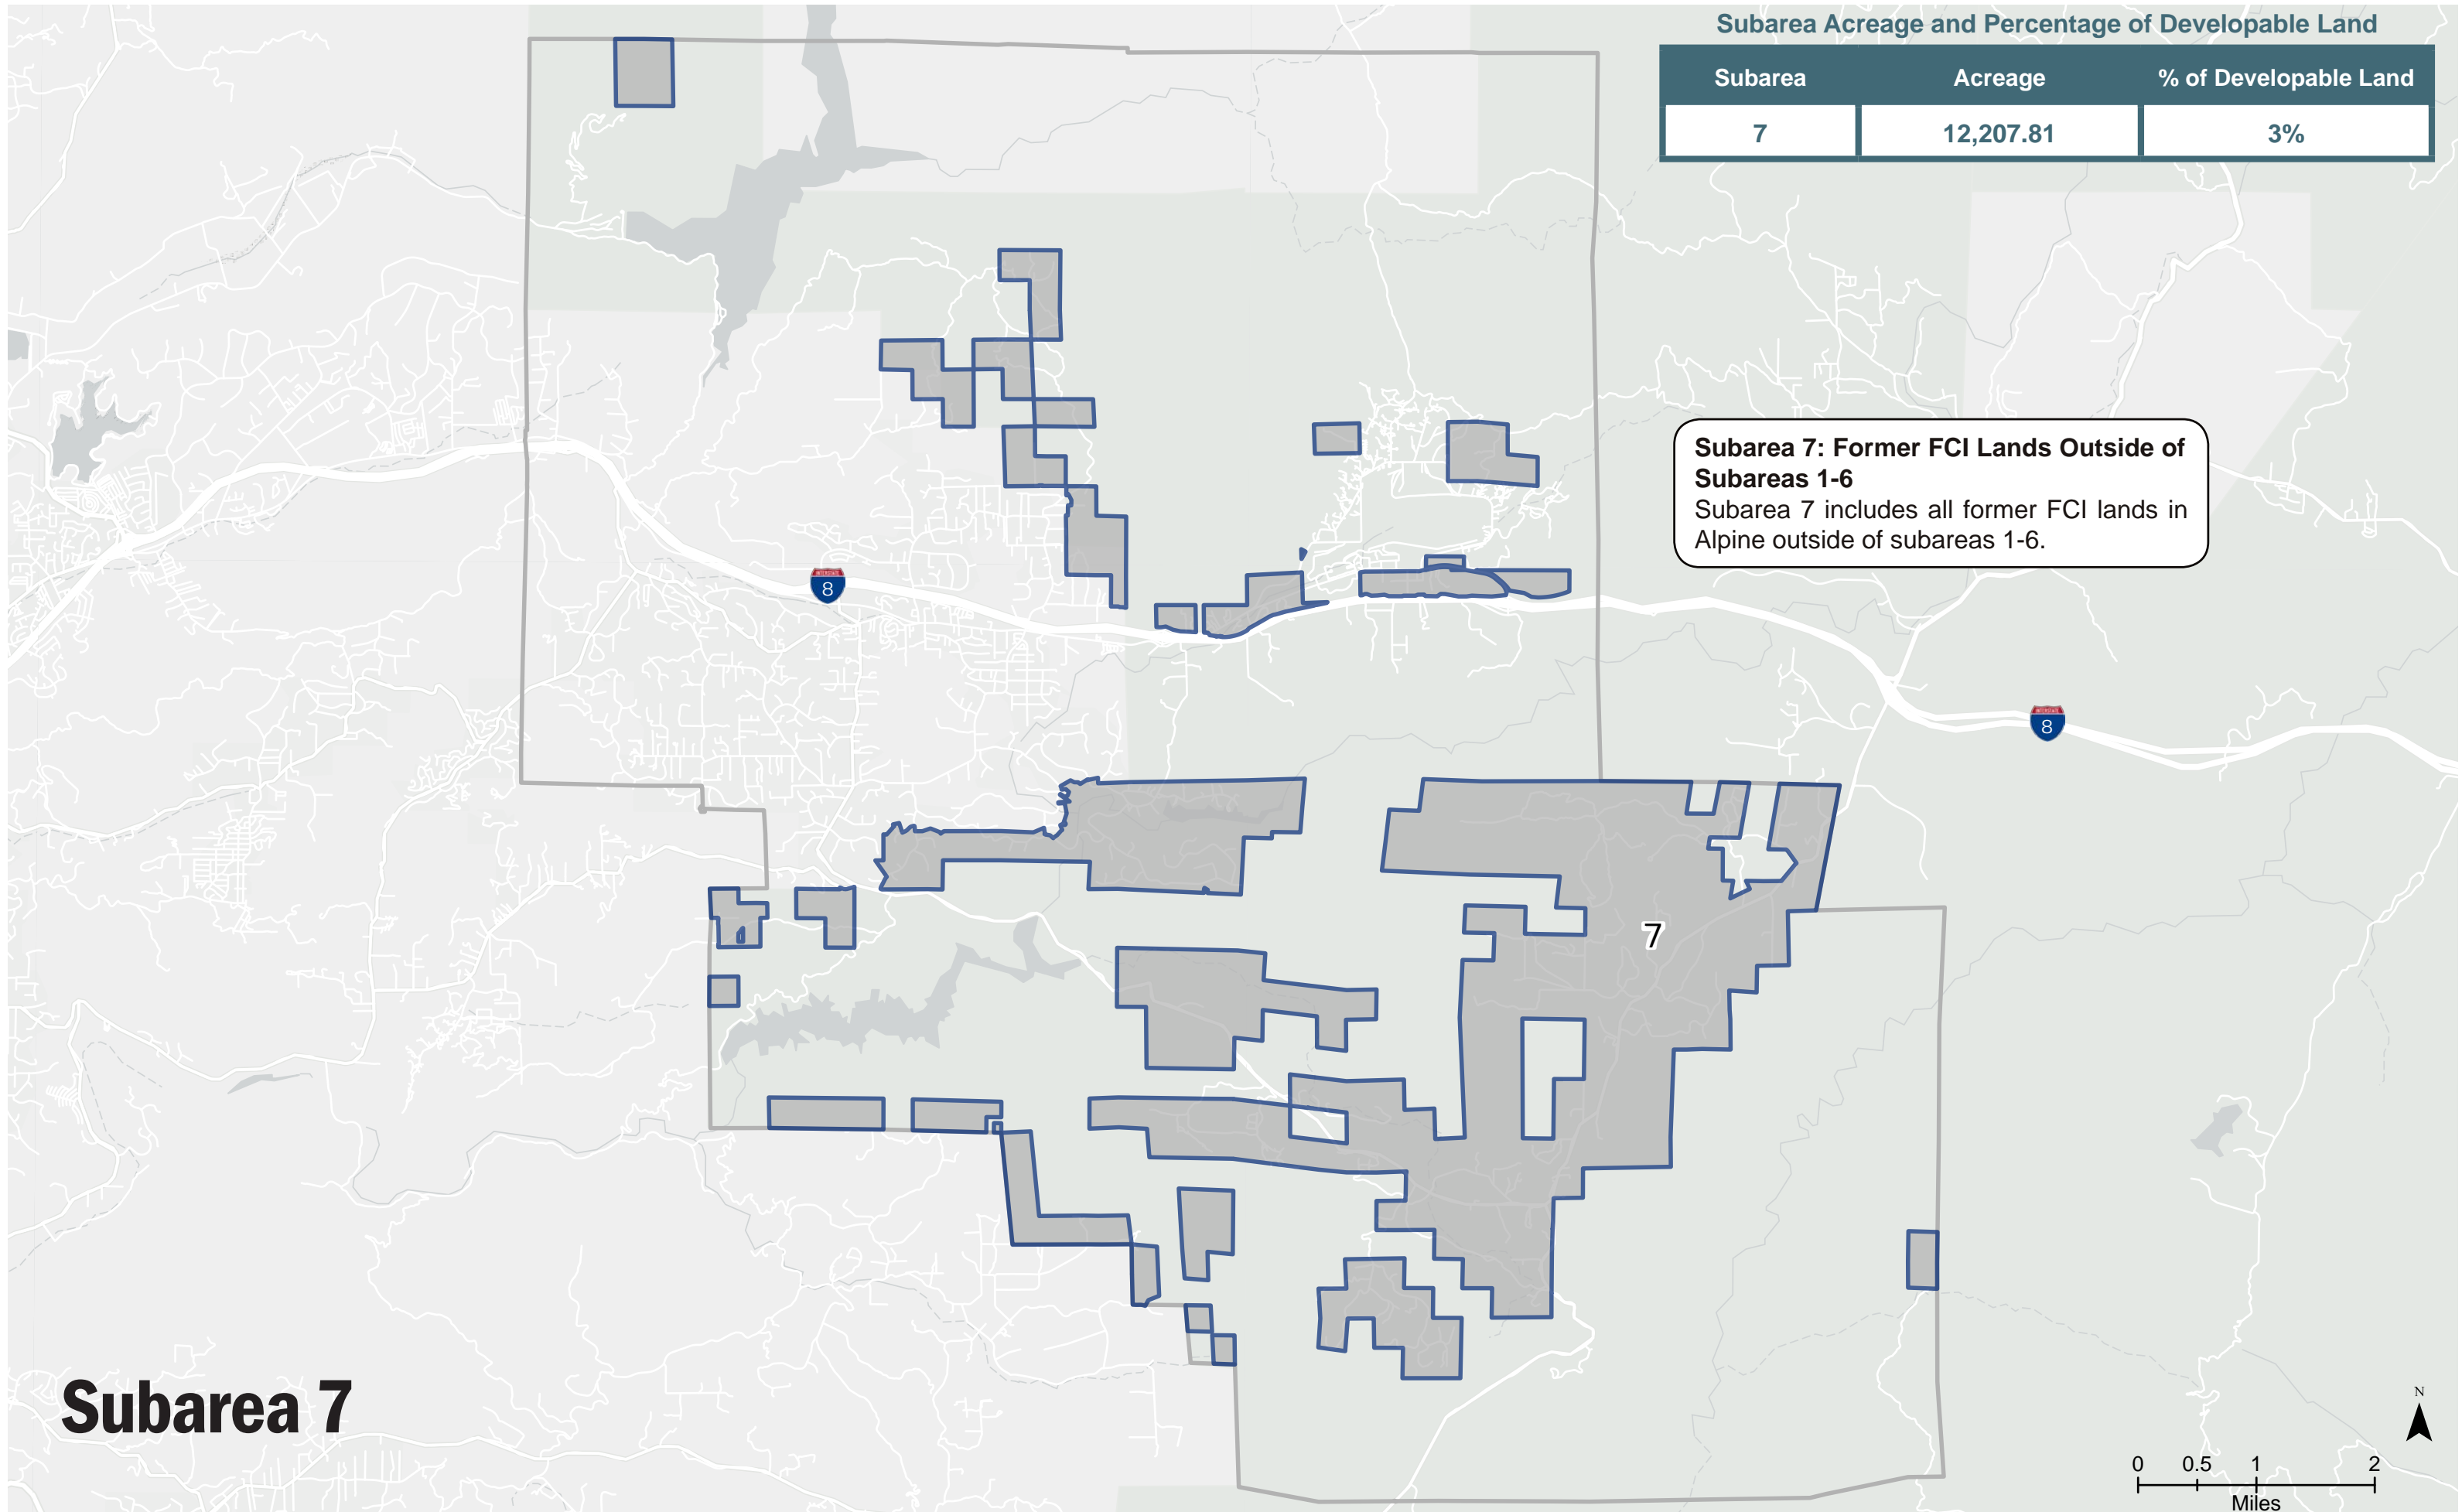 Subarea Acreage and Percentage of Developable Land
Subarea Acreage % of Developable Land
7 12,207.81 3%
Subarea 7: Former FCI Lands Outside of
Subareas 1-6
Subarea 7 includes all former FCI lands in
Alpine outside of subareas 1-6.
INTERSTATE
8
INTERSTATE
8
7
Subarea 7
N
0 0.5 1 2
Miles